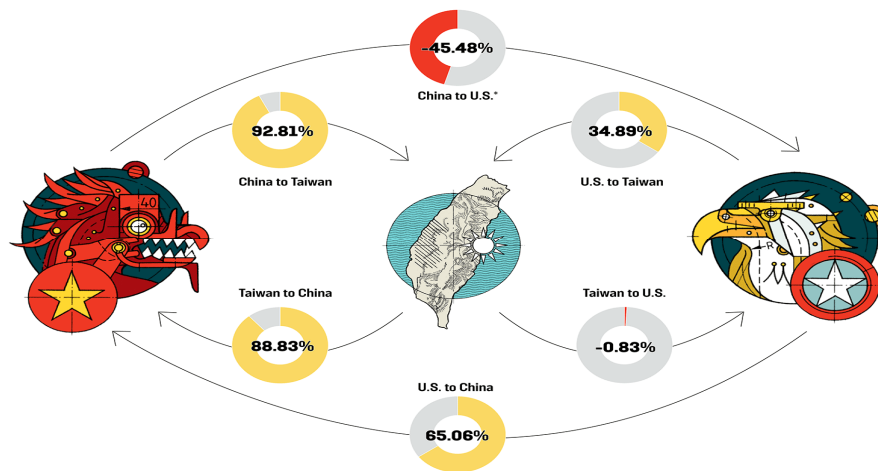 -45.48%
China to U.S.*
92.81%
China to Taiwan
34.89%
U.S. to Taiwan
40
R
Taiwan to China
88.83%
Taiwan to U.S.
-0.83%
U.S. to China
65.06%